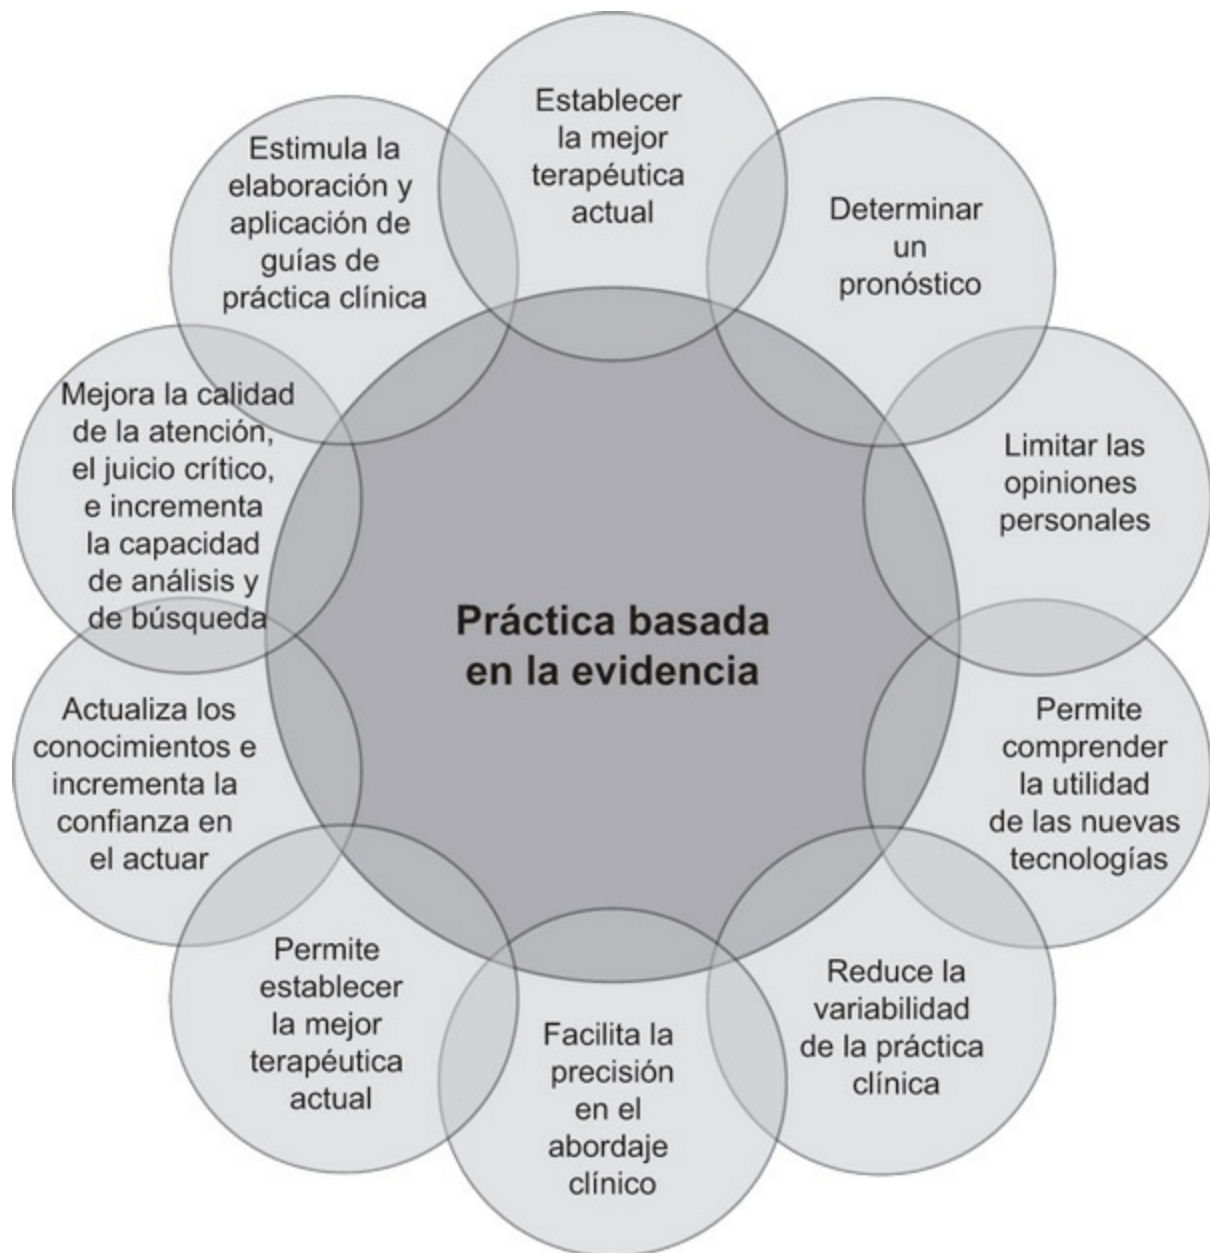 Establecer
la mejor
terapéutica
actual
Determinar
un
pronóstico
Limitar las
opiniones
personales
Permite
comprender
la utilidad
de las nuevas
tecnologías
Reduce la
variabilidad
de la práctica
clínica
Facilita la
precisión
en el
abordaje
clínico
Permite
establecer
la mejor
terapéutica
actual
Actualiza los
conocimientos e
incrementa la
confianza en
el actuar
Mejora la calidad
de la atención,
el juicio crítico,
e incrementa
la capacidad
de análisis y
de búsqueda
Estimula la
elaboración y
aplicación de
guías de
práctica clínica
Práctica basada
en la evidencia